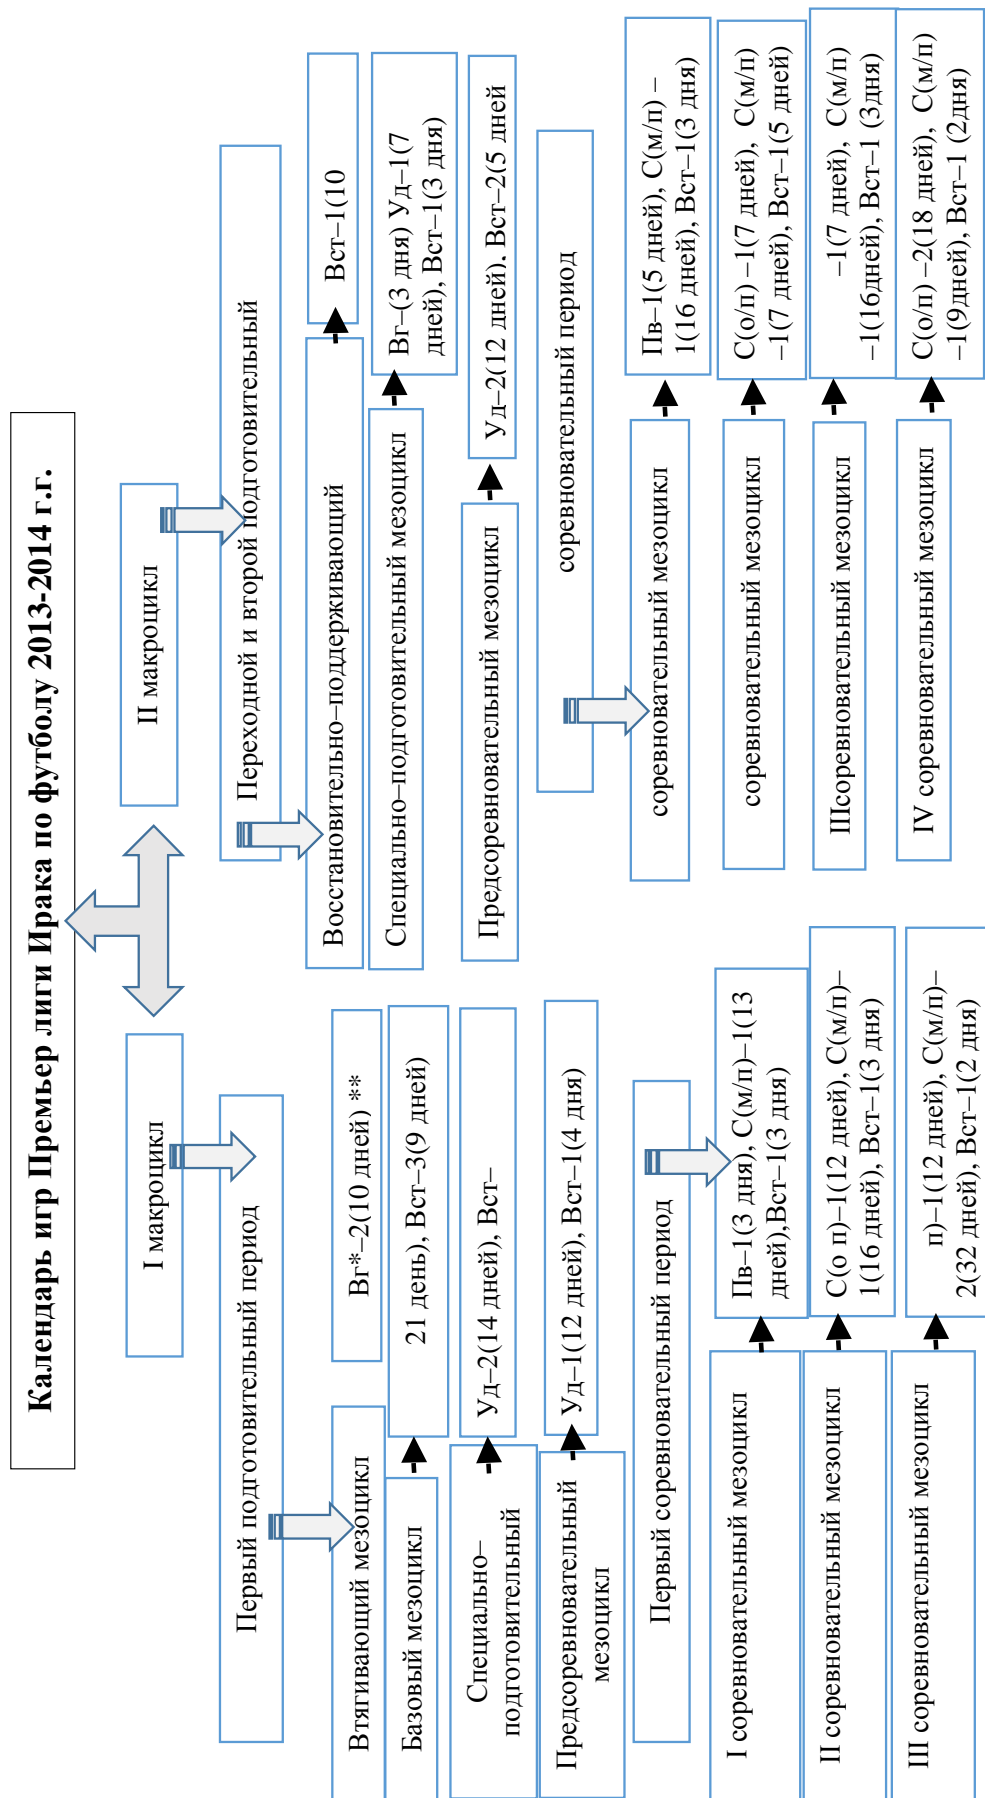 Календарь игр Премьер лиги Ирака по футболу 2013-2014 г.г.
I макроцикл
Первый подготовительный период
Втягивающий мезоцикл
Вг*–2(10 дней) **
Базовый мезоцикл
21 день), Вст–3(9 дней)
Специально–
подготовительный
Уд–2(14 дней), Вст–
Предсоревновательный
мезоцикл
Уд–1(12 дней), Вст–1(4 дня)
Первый соревновательный период
I соревновательный мезоцикл
Пв–1(3 дня), С(м/п)–1(13
дней),Вст–1(3 дня)
II соревновательный мезоцикл
С(о п)–1(12 дней), С(м/п)–
1(16 дней), Вст–1(3 дня)
III соревновательный мезоцикл
п)–1(12 дней), С(м/п)–
2(32 дней), Вст–1(2 дня)
II макроцикл
Переходной и второй подготовительный
Восстановительно–поддерживающий
Вст–1(10
Специально–подготовительный мезоцикл
Вг–(3 дня) Уд–1(7
дней), Вст–1(3 дня)
Предсоревновательный мезоцикл
Уд–2(12 дней). Вст–2(5 дней
соревновательный период
соревновательный мезоцикл
Пв–1(5 дней), С(м/п) –
1(16 дней), Вст–1(3 дня)
соревновательный мезоцикл
С(о/п) –1(7 дней), С(м/п)
–1(7 дней), Вст–1(5 дней)
IIIсоревновательный мезоцикл
–1(7 дней), С(м/п)
–1(16дней), Вст–1 (3дня)
IV соревновательный мезоцикл
С(о/п) –2(18 дней), С(м/п)
–1(9дней), Вст–1 (2дня)